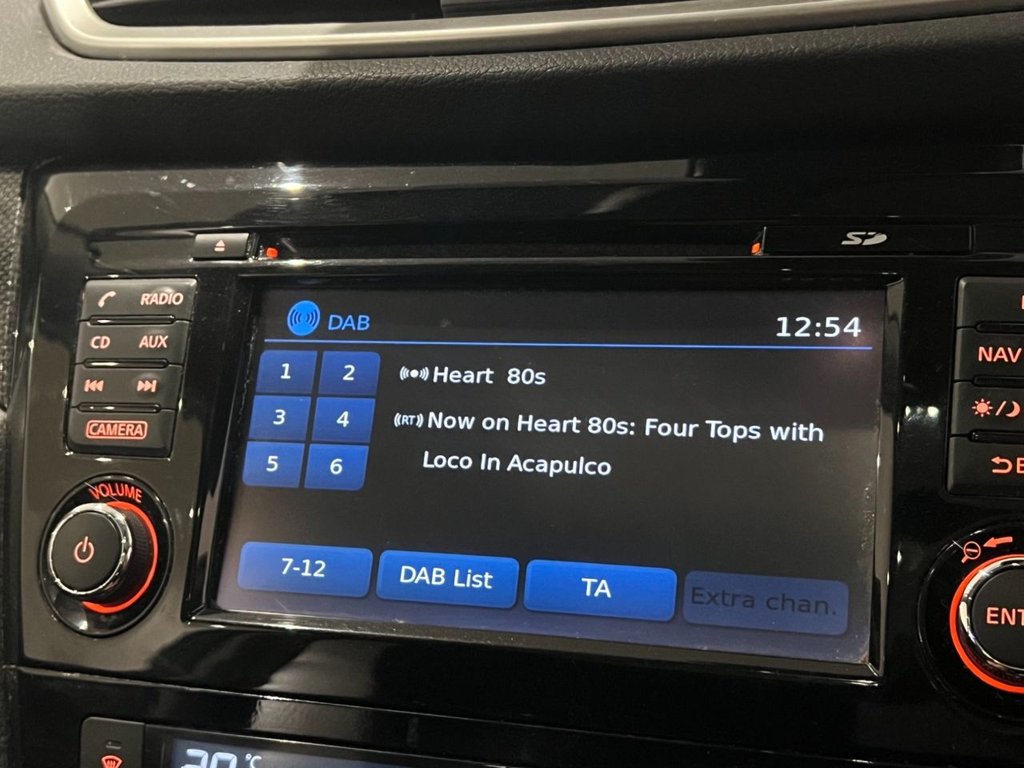 SD
RADIO
CD AUX
CAMERA
VOLUME
DAB 12:54
1 2
3 4
5 6
Heart 80s
(RT) Now on Heart 80s: Four Tops with
Loco In Acapulco
7-12 DAB List TA Extra chan.
NAV
ENT
°C